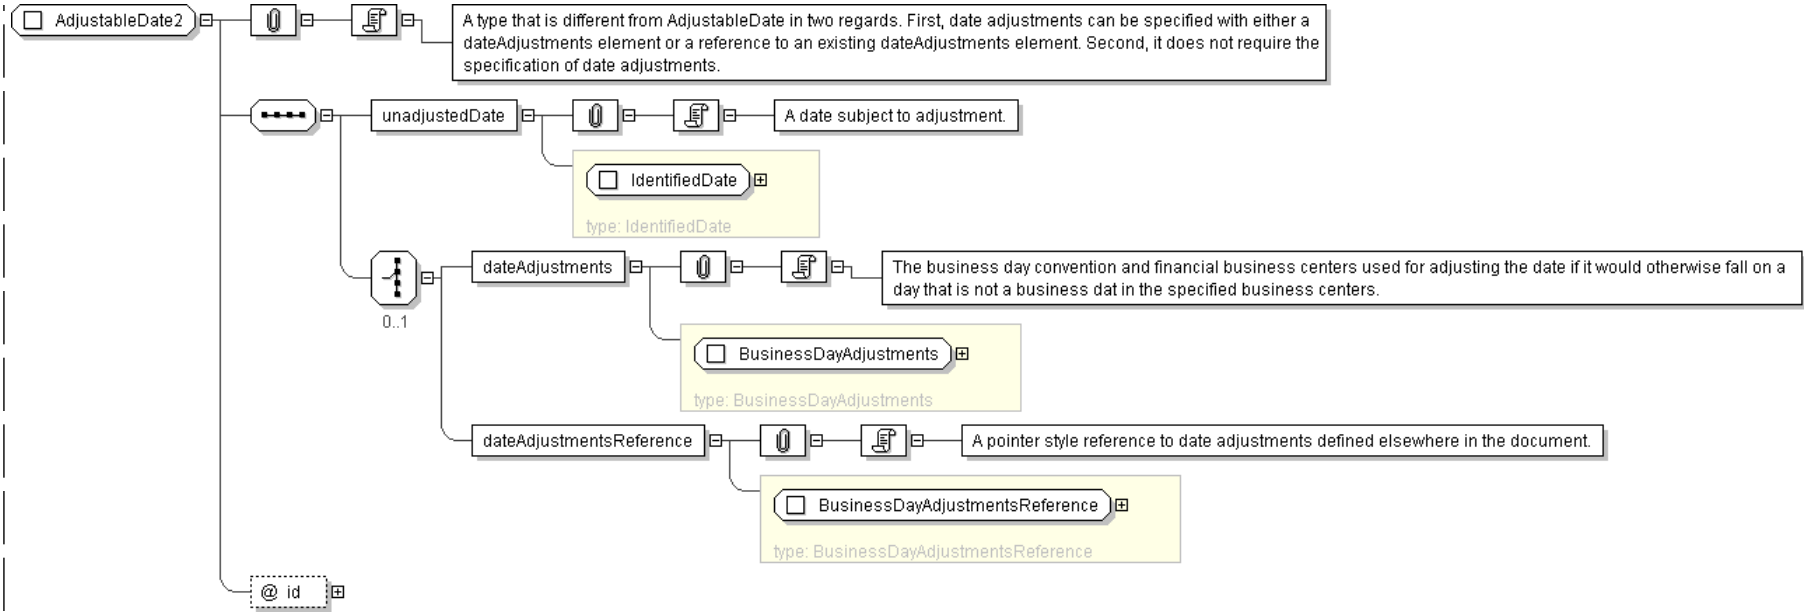 AdjustableDate2
A type that is different from AdjustableDate in two regards. First, date adjustments can be specified with either a
dateAdjustments element or a reference to an existing dateAdjustments element. Second, it does not require the
specification of date adjustments.
unadjustedDate
A date subject to adjustment.
IdentifiedDate
type: IdentifiedDate
dateAdjustments
The business day convention and financial business centers used for adjusting the date if it would otherwise fall on a
day that is not a business dat in the specified business centers.
0..1
BusinessDayAdjustments
type: BusinessDayAdjustments
dateAdjustmentsReference
A pointer style reference to date adjustments defined elsewhere in the document.
BusinessDayAdjustmentsReference
type: BusinessDayAdjustmentsReference
@ id